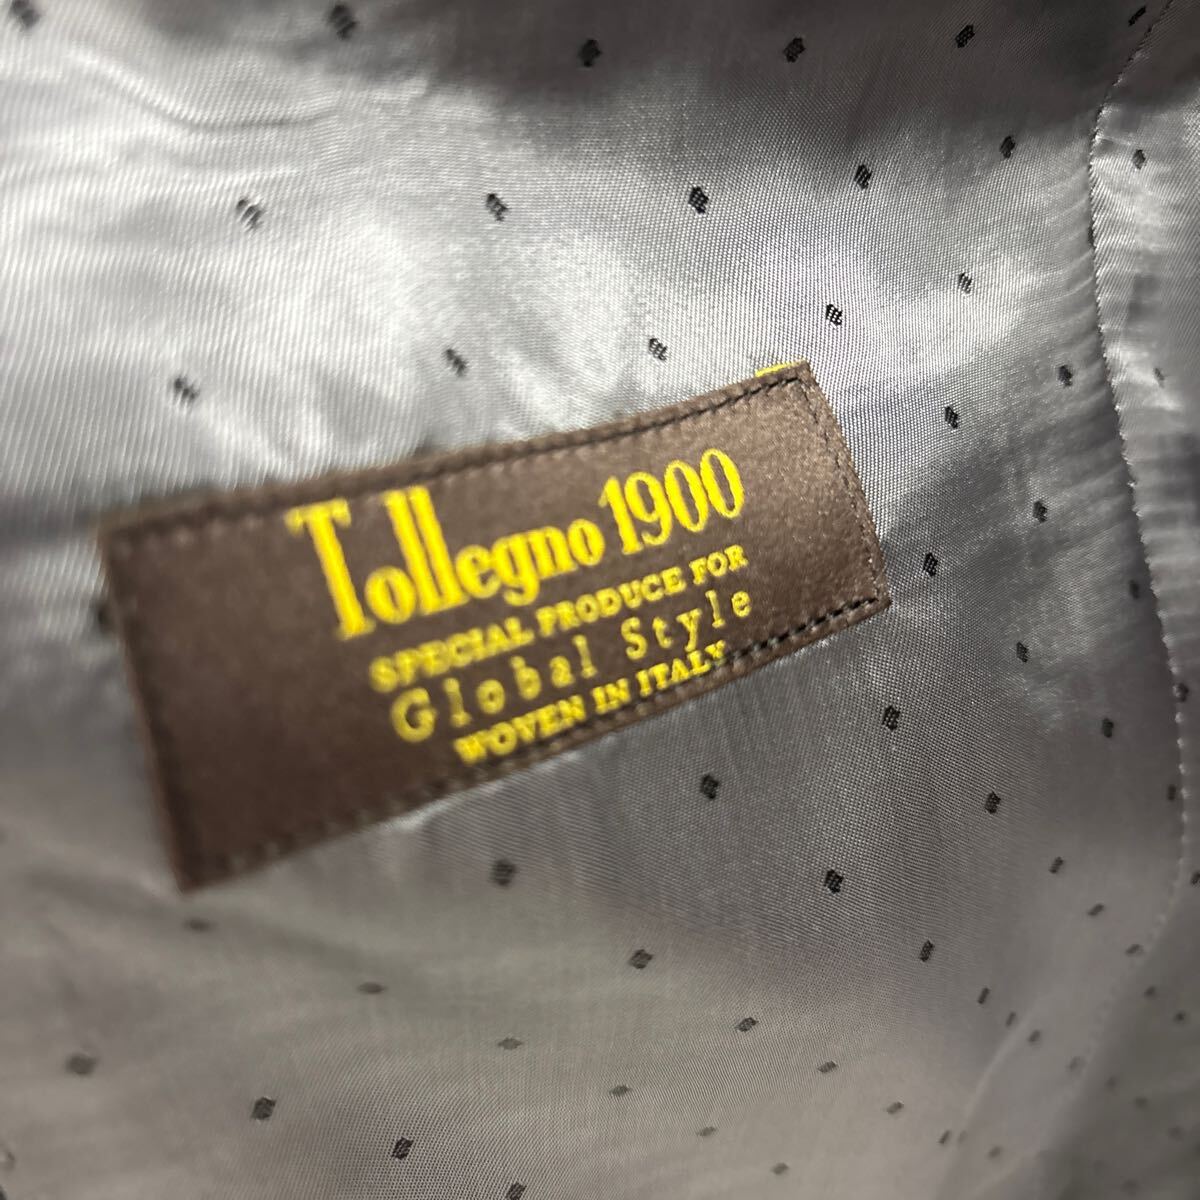 Tollegno 1900
SPECIAL PRODUCE FOR
Global Style
WOVEN IN ITALY